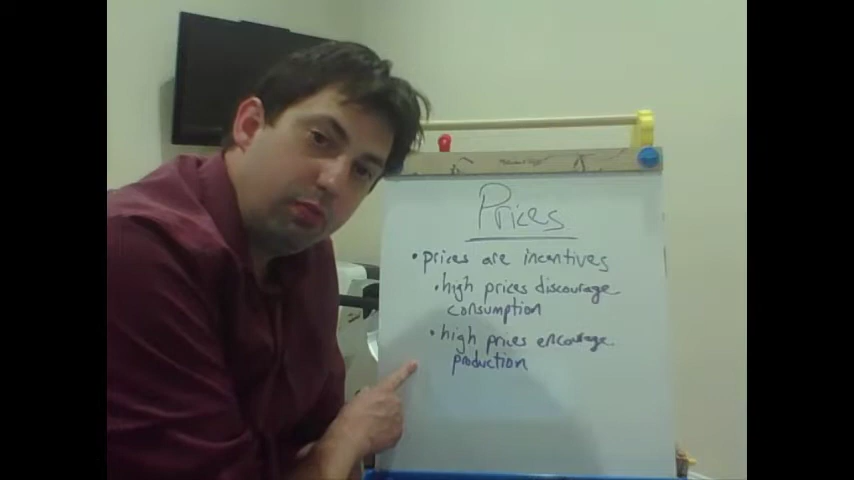 Prices
• prices are incentives
• high prices discourage
consumption
• high prices encourage
production